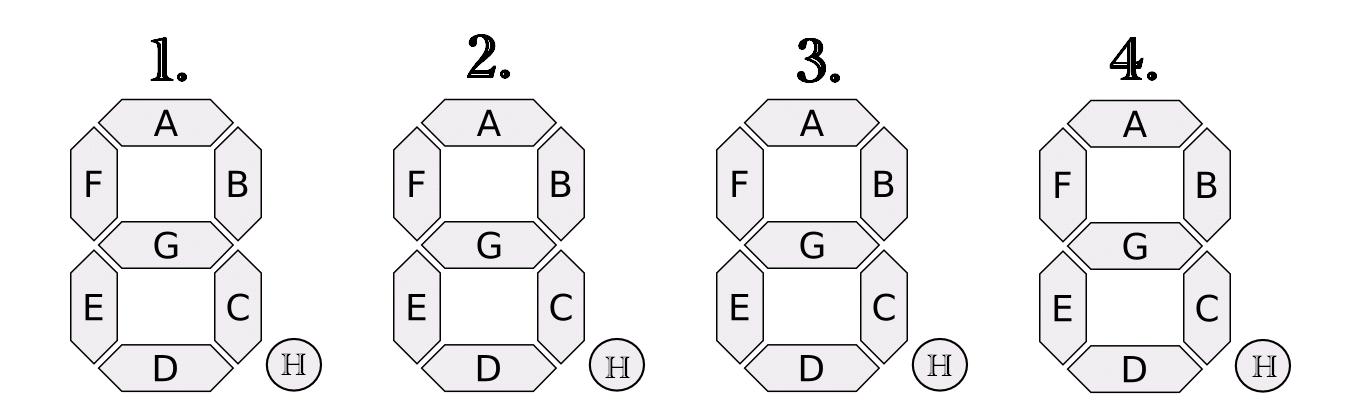 1. 2. 3. 4.
A A A A
F B F B F B F B
G G G G
E C E C E C E C
D H D H D H D H